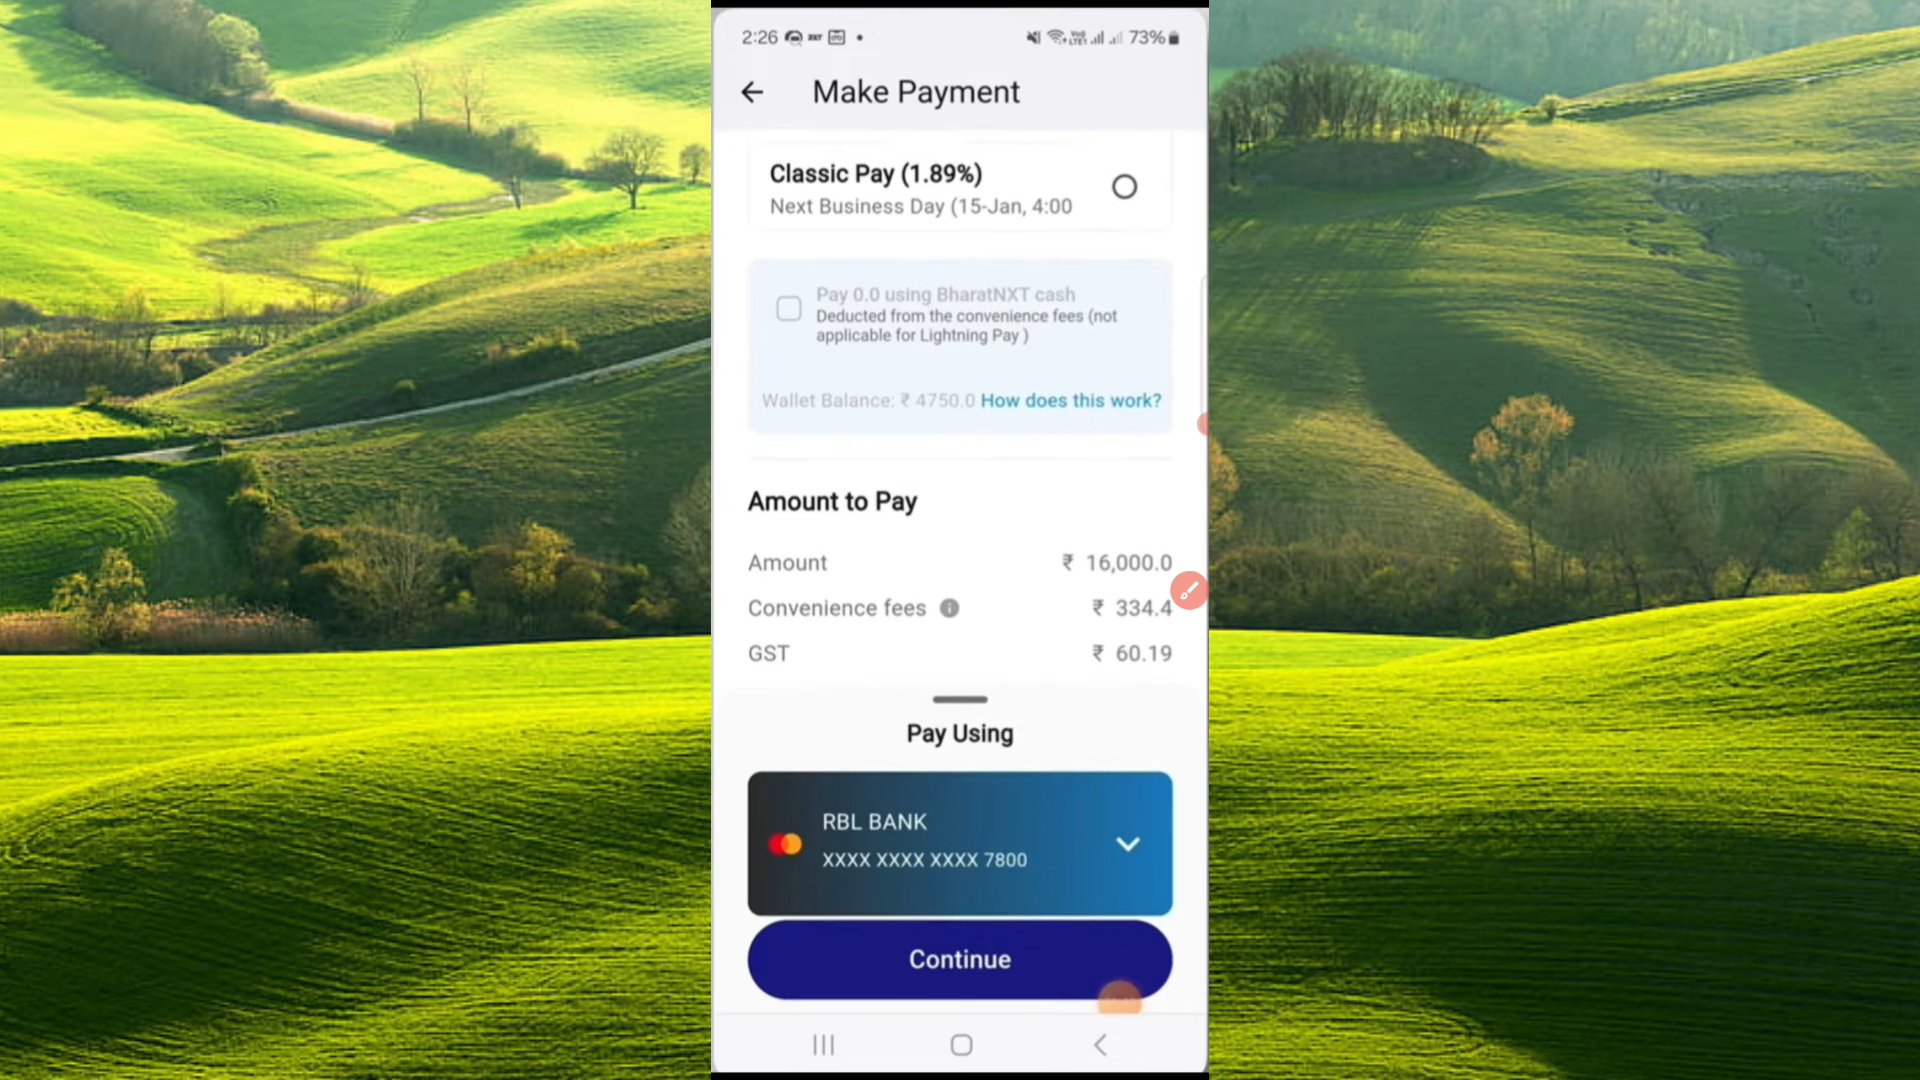 2:26
73%
Make Payment
Classic Pay (1.89%)
Next Business Day (15-Jan, 4:00
Pay 0.0 using BharatNXT cash
Deducted from the convenience fees (not
applicable for Lightning Pay )
Wallet Balance: ₹ 4750.0 How does this work?
Amount to Pay
Amount ₹ 16,000.0
Convenience fees ₹ 334.4
GST ₹ 60.19
Pay Using
RBL BANK
XXXX XXXX XXXX 7800
Continue